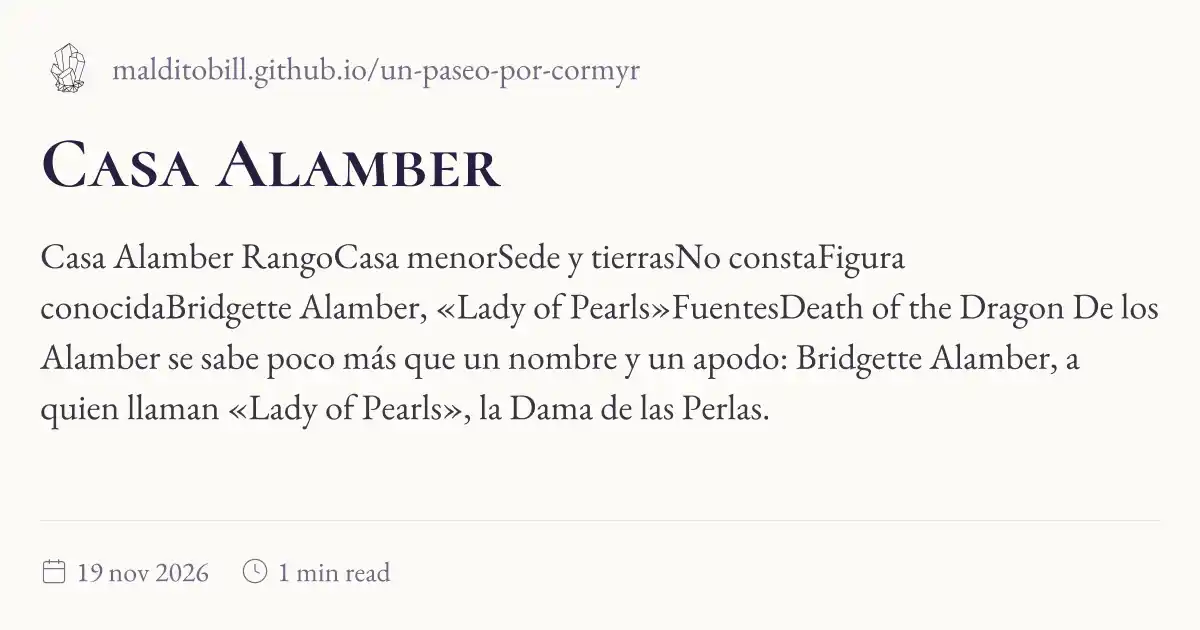 malditobill.github.io/un-paseo-por-cormyr
Casa Alamber
Casa Alamber RangoCasa menorSede y tierrasNo constaFigura
conocidaBridgette Alamber, «Lady of Pearls»FuentesDeath of the Dragon De los
Alamber se sabe poco más que un nombre y un apodo: Bridgette Alamber, a
quien llaman «Lady of Pearls», la Dama de las Perlas.
19 nov 2026 1 min read